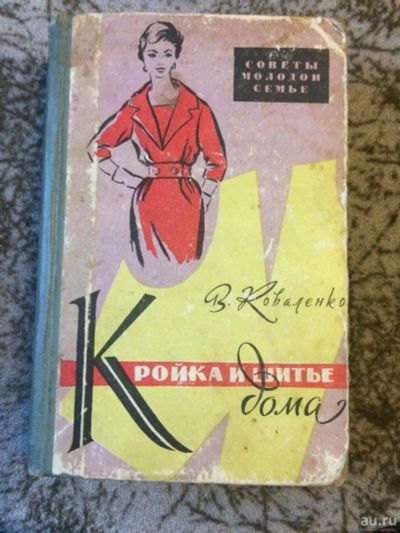 СОВЕТЫ
МОЛОДОЙ
СЕМЬЕ
В. Коваленко
КРОЙКА И ШИТЬЕ
дома
au.ru